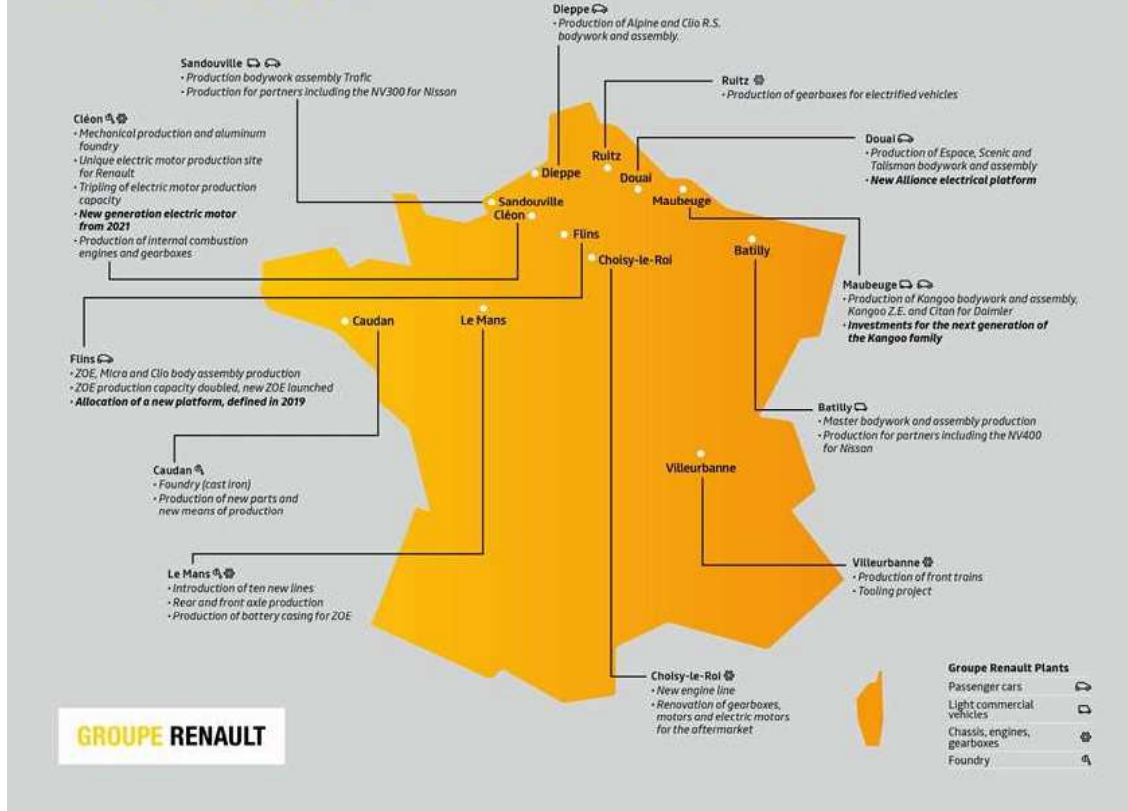 Dieppe
• Production of Alpine and Clio R.S.
bodywork and assembly.
Sandouville
• Production bodywork assembly Trafic
• Production for partners including the NV300 for Nissan
Ruitz
• Production of gearboxes for electrified vehicles
Cléon
• Mechanical production and aluminum
foundry
• Unique electric motor production site
for Renault
• Tripling of electric motor production
capacity
• New generation electric motor
from 2021
• Production of internal combustion
engines and gearboxes
Douai
• Production of Espace, Scenic and
Talisman bodywork and assembly
• New Alliance electrical platform
Ruitz
Dieppe
Douai
Maubeuge
Sandouville
Cléon
Flins
Batilly
Choisy-le-Roi
Caudan
Le Mans
Villeurbanne
Maubeuge
• Production of Kangoo bodywork and assembly,
Kangoo Z.E. and Citan for Daimler
• Investments for the next generation of
the Kangoo family
Flins
• ZOE, Micra and Clio body assembly production
• ZOE production capacity doubled, new ZOE launched
• Allocation of a new platform, defined in 2019
Batilly
• Master bodywork and assembly production
• Production for partners including the NV400
for Nissan
Caudan
• Foundry (cast iron)
• Production of new parts and
new means of production
Le Mans
• Introduction of ten new lines
• Rear and front axle production
• Production of battery casing for ZOE
Villeurbanne
• Production of front trains
• Tooling project
Choisy-le-Roi
• New engine line
• Renovation of gearboxes,
motors and electric motors
for the aftermarket
Groupe Renault Plants
Passenger cars
Light commercial
vehicles
Chassis, engines,
gearboxes
Foundry
GROUPE RENAULT